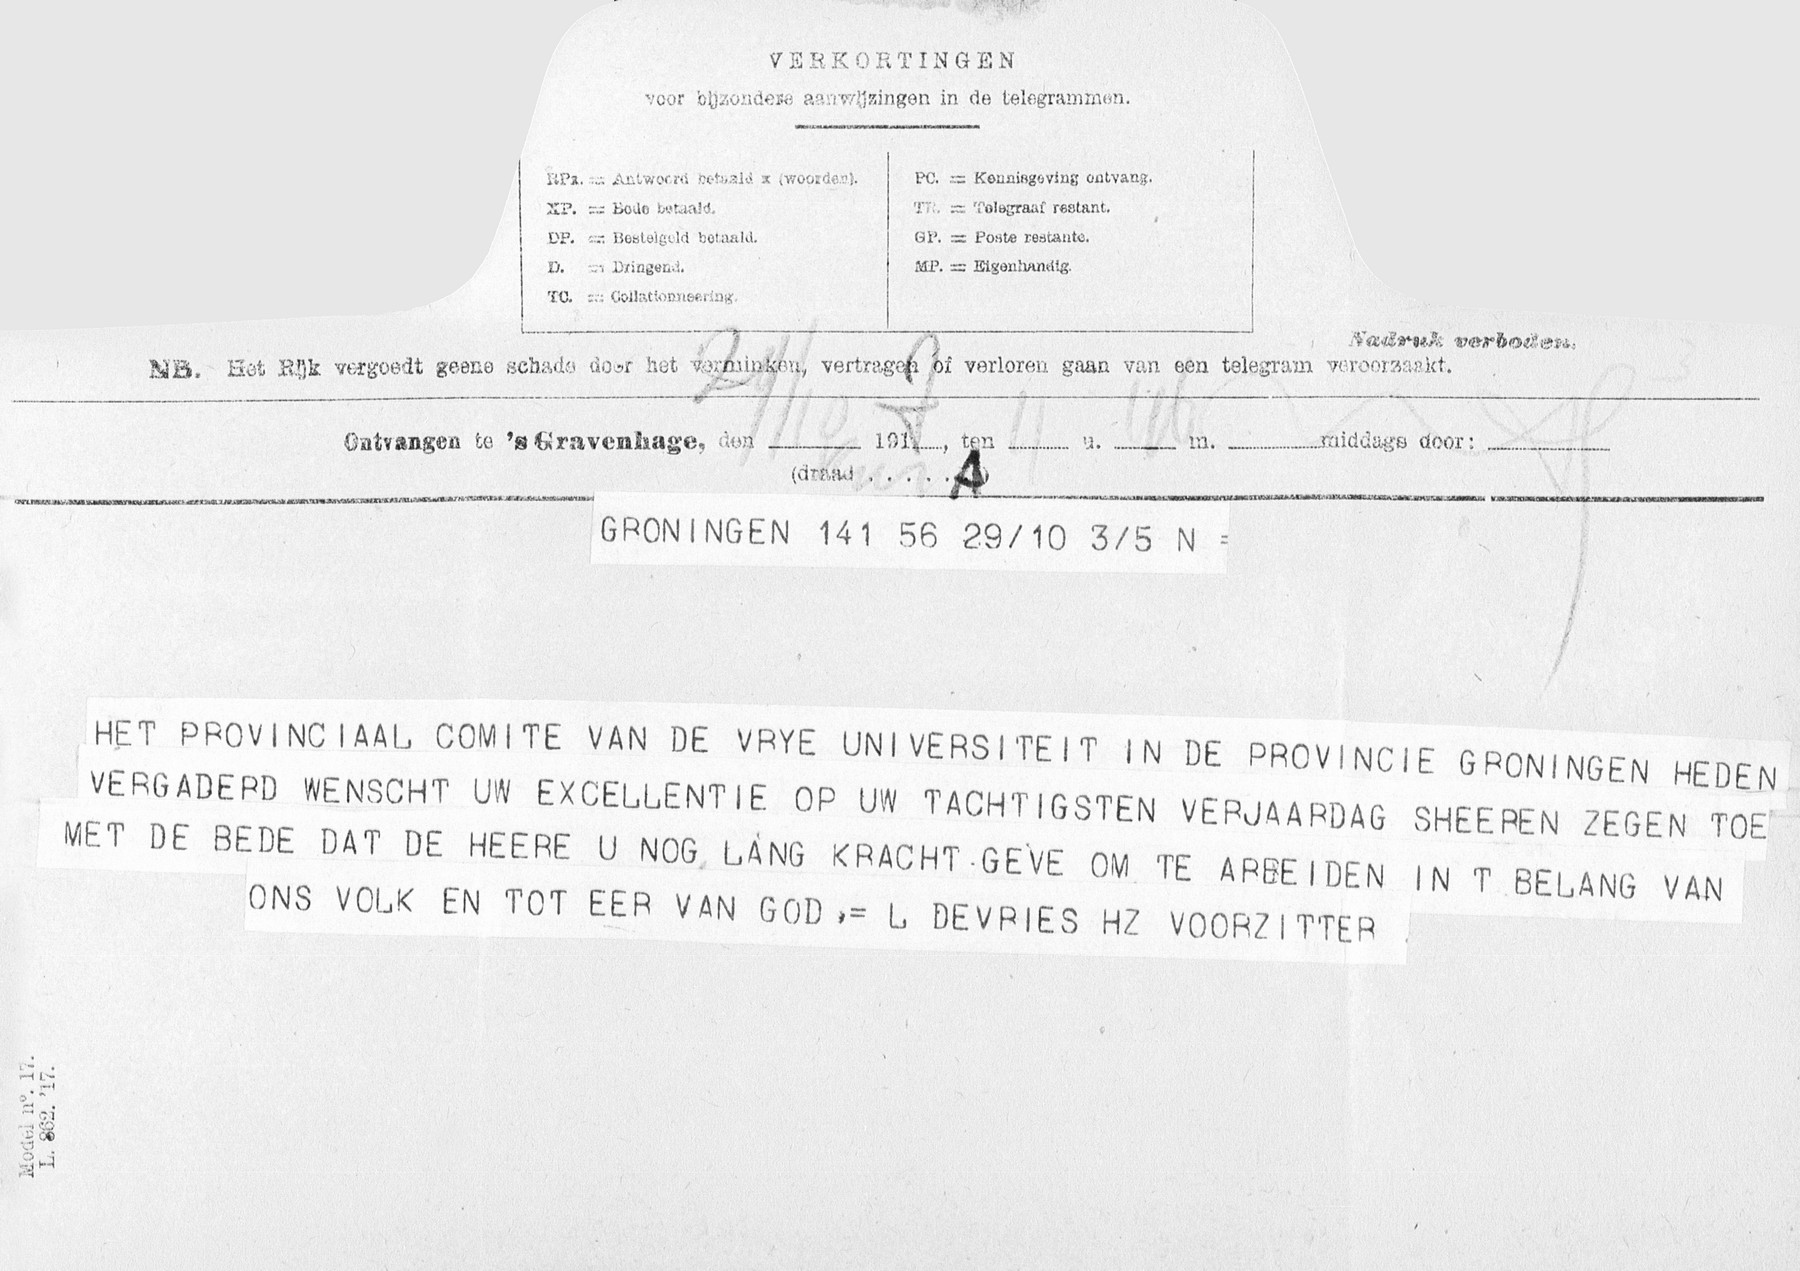 VERKORTINGEN
voor bijzondere aanwijzingen in de telegrammen.
RPx. = Antwoord betaald x (woorden).
XP. = Bode betaald.
DP. = Bestelgeld betaald.
D. = Dringend.
TC. = Collationneering.
PC. = Kennisgeving ontvang.
TR. = Telegraaf restant.
GP. = Poste restante.
MP. = Eigenhandig.
Nadruk verboden.
NB. Het Rijk vergoedt geene schade door het verminken, vertragen of verloren gaan van een telegram veroorzaakt.
Ontvangen te 's Gravenhage, den 29/10 1917, ten 11 u. m. middags door:
(draad ...... A)
GRONINGEN 141 56 29/10 3/5 N =
HET PROVINCIAAL COMITE VAN DE VRYE UNIVERSITEIT IN DE PROVINCIE GRONINGEN HEDEN
VERGADERD WENSCHT UW EXCELLENTIE OP UW TACHTIGSTEN VERJAARDAG SHEEREN ZEGEN TOE
MET DE BEDE DAT DE HEERE U NOG LANG KRACHT GEVE OM TE ARBEIDEN IN T BELANG VAN
ONS VOLK EN TOT EER VAN GOD ,= L DEVRIES HZ VOORZITTER
Model nº. 17.
L. 862. '17.